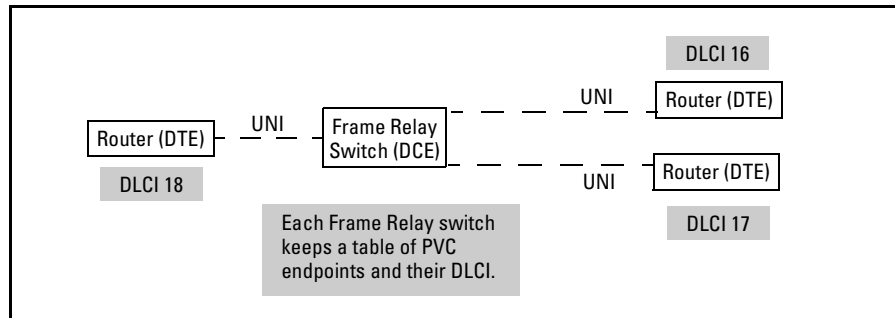 DLCI 16
UNI
Router (DTE)
UNI
Router (DTE)
Frame Relay
Switch (DCE)
DLCI 18
UNI
Router (DTE)
DLCI 17
Each Frame Relay switch
keeps a table of PVC
endpoints and their DLCI.